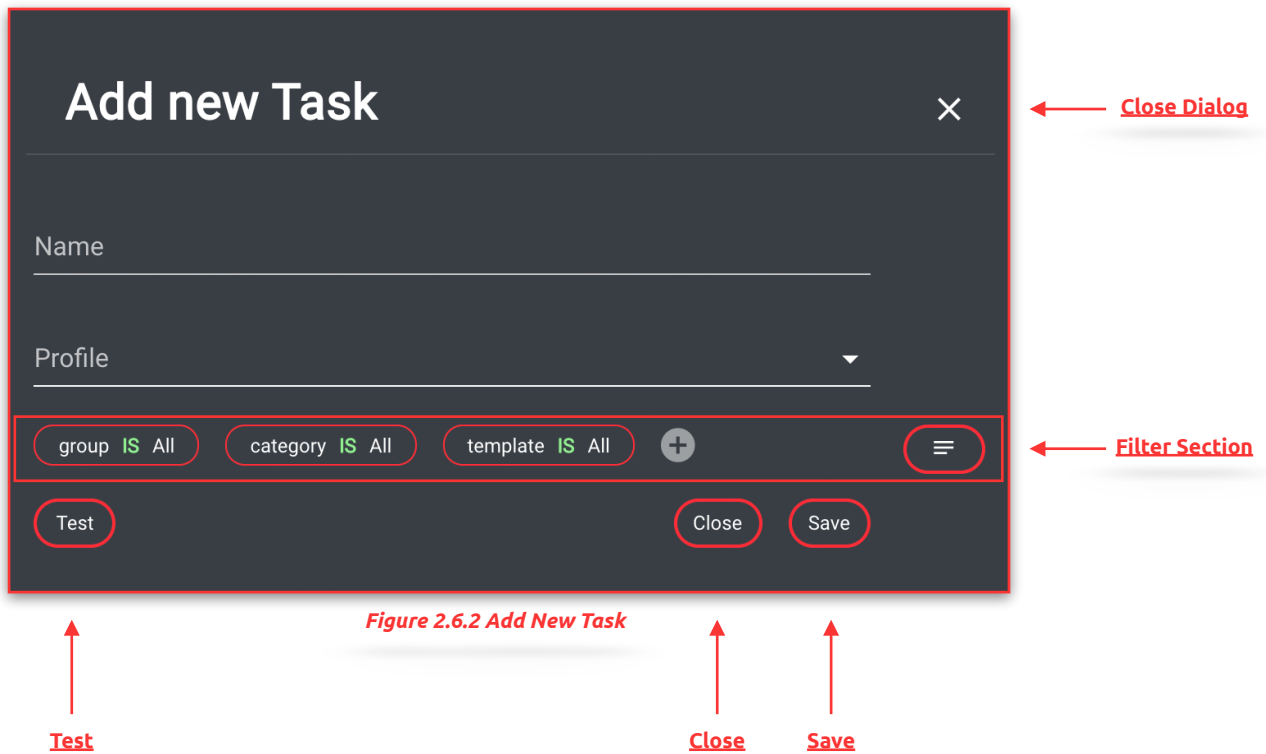 Add new Task
Close Dialog
Name
Profile
group IS All category IS All template IS All
Filter Section
Test Close Save
Figure 2.6.2 Add New Task
Test Close Save